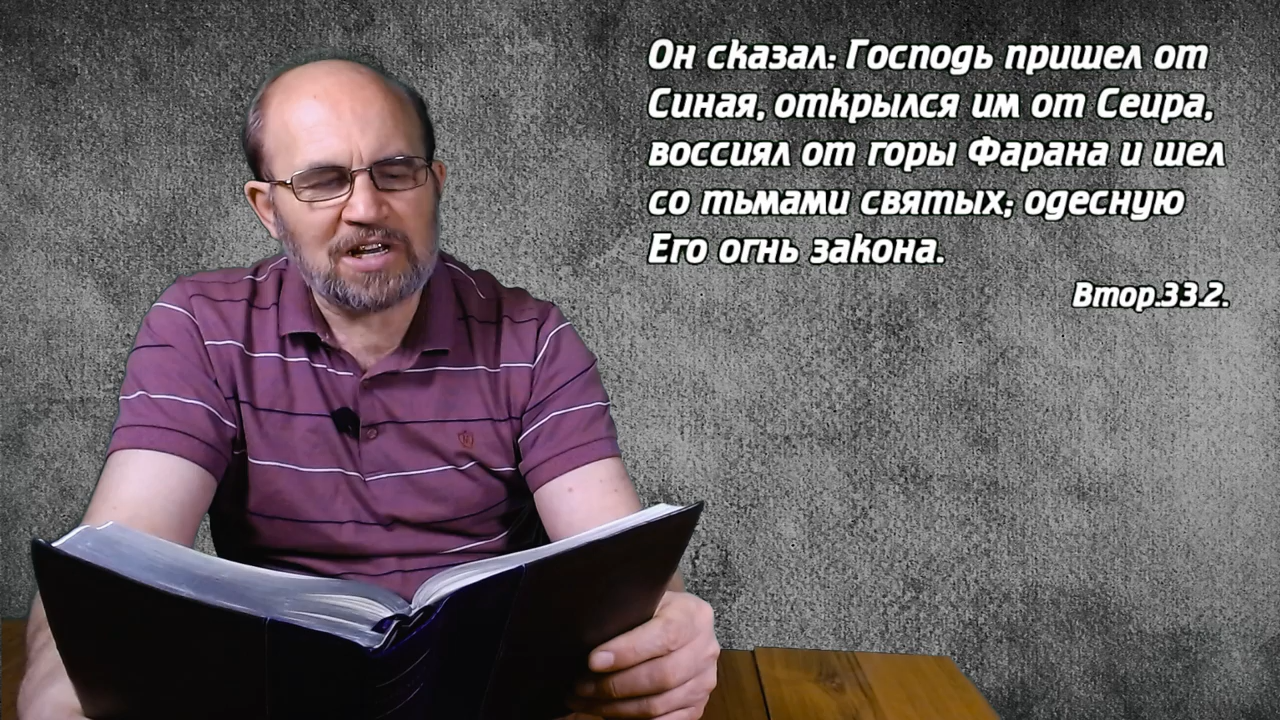 Он сказал: Господь пришел от
Синая, открылся им от Сеира,
воссиял от горы Фарана и шел
со тьмами святых; одесную
Его огнь закона.
Втор.33.2.